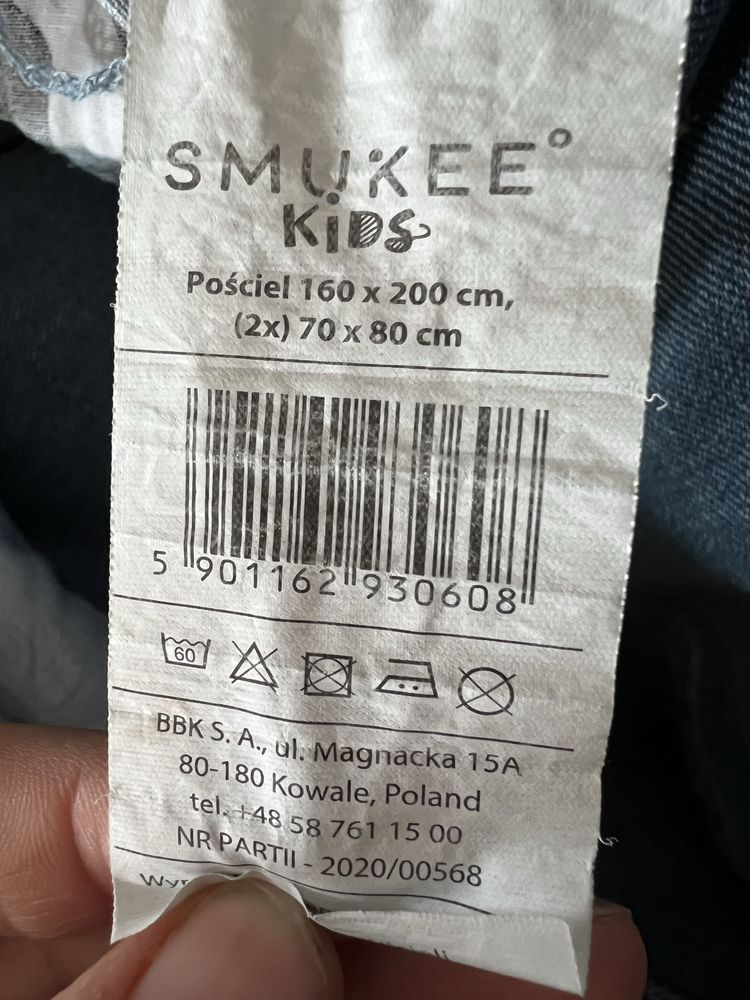 SMUKEE°
KiDS
Pościel 160 x 200 cm,
(2x) 70 x 80 cm
5 901162 930608
60
BBK S. A., ul. Magnacka 15A
80-180 Kowale, Poland
tel. +48 58 761 15 00
NR PARTII - 2020/00568